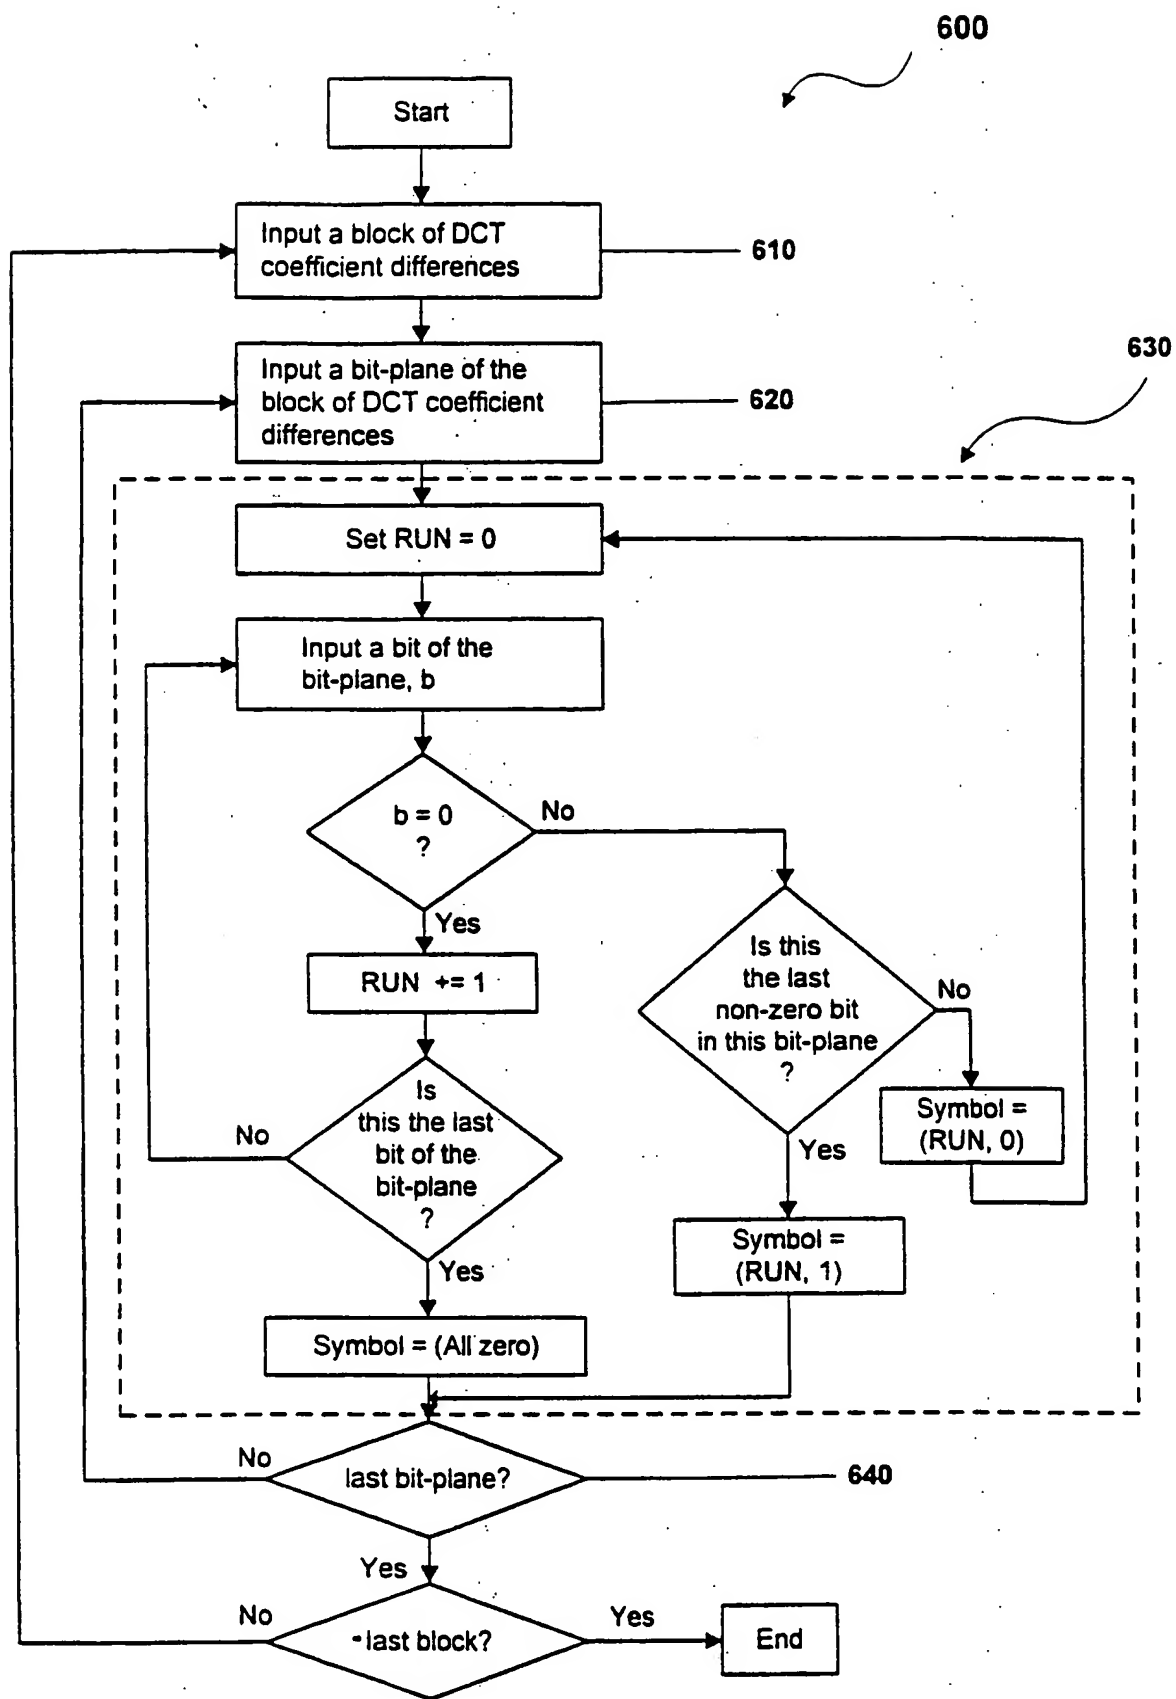 600
Start
Input a block of DCT
coefficient differences
610
Input a bit-plane of the
block of DCT coefficient
differences
620
630
Set RUN = 0
Input a bit of the
bit-plane, b
b = 0
?
No
Yes
RUN += 1
Is this
the last
non-zero bit
in this bit-plane
?
No
Symbol =
(RUN, 0)
Yes
Symbol =
(RUN, 1)
Is
this the last
bit of the
bit-plane
?
No
Yes
Symbol = (All zero)
last bit-plane?
No
640
Yes
last block?
No
Yes
End